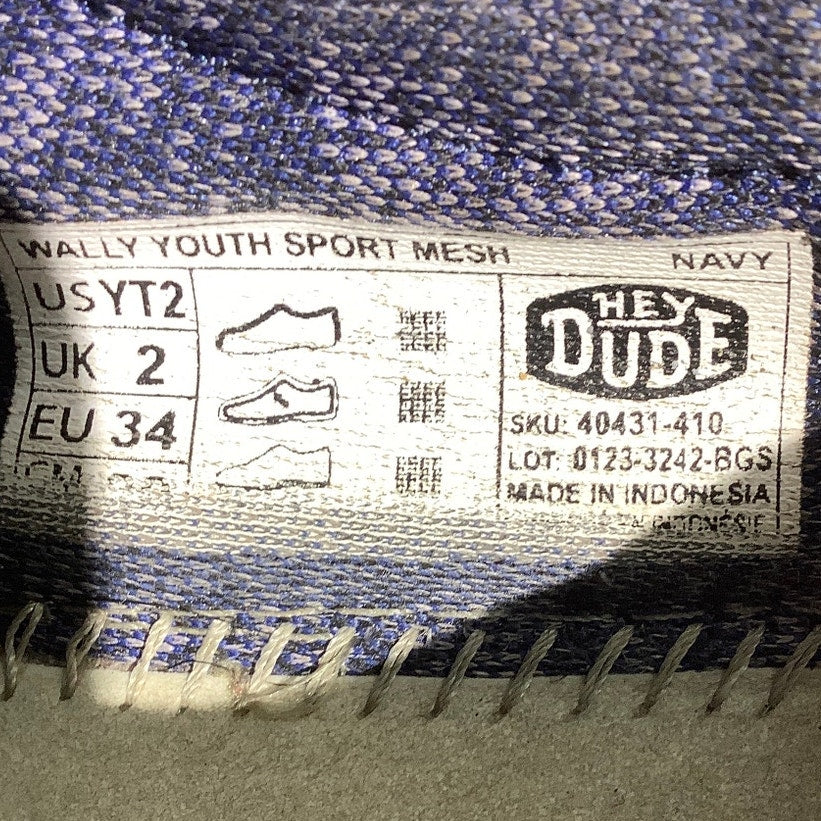 WALLY YOUTH SPORT MESH NAVY
US YT2
UK 2
EU 34
HEY
DUDE
SKU: 40431-410
LOT: 0123-3242-BGS
MADE IN INDONESIA
INDONÉSIE